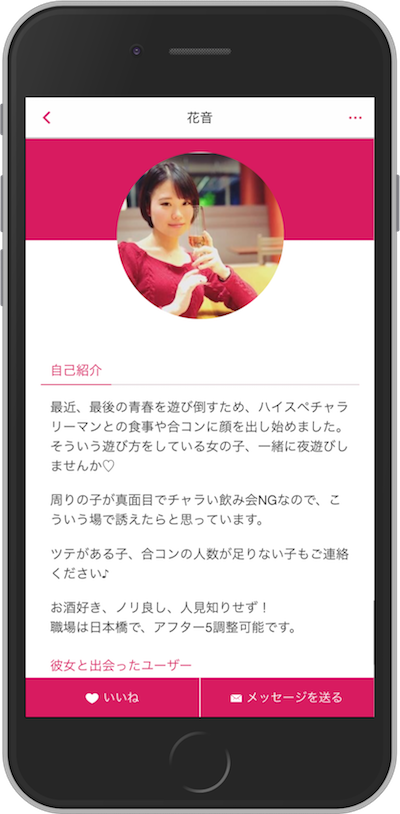 花音
自己紹介
最近、最後の青春を遊び倒すため、ハイスペチャラ
リーマンとの食事や合コンに顔を出し始めました。
そういう遊び方をしている女の子、一緒に夜遊びし
ませんか♡
周りの子が真面目でチャラい飲み会NGなので、こ
ういう場で誘えたらと思っています。
ツテがある子、合コンの人数が足りない子もご連絡
ください♪
お酒好き、ノリ良し、人見知りせず！
職場は日本橋で、アフター5調整可能です。
彼女と出会ったユーザー
いいね
メッセージを送る